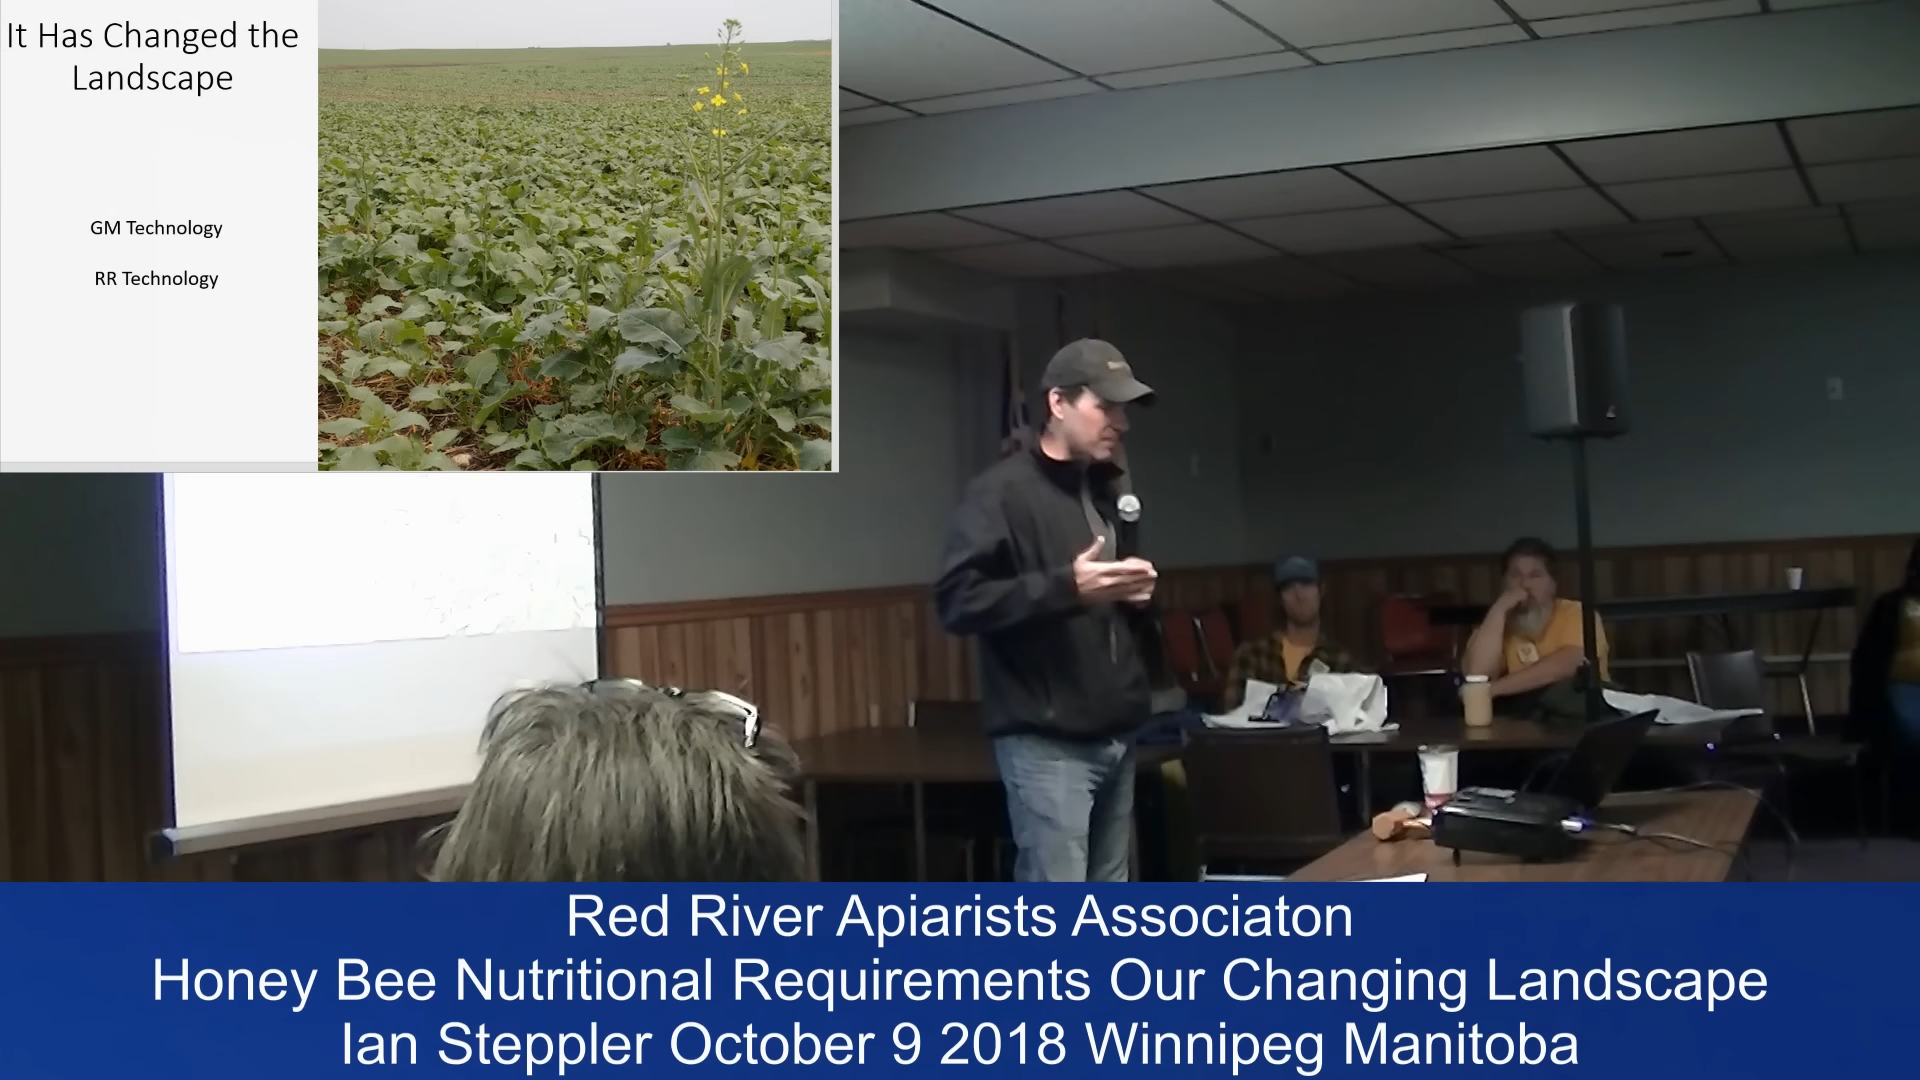 It Has Changed the
Landscape
GM Technology
RR Technology
Red River Apiarists Associaton
Honey Bee Nutritional Requirements Our Changing Landscape
Ian Steppler October 9 2018 Winnipeg Manitoba